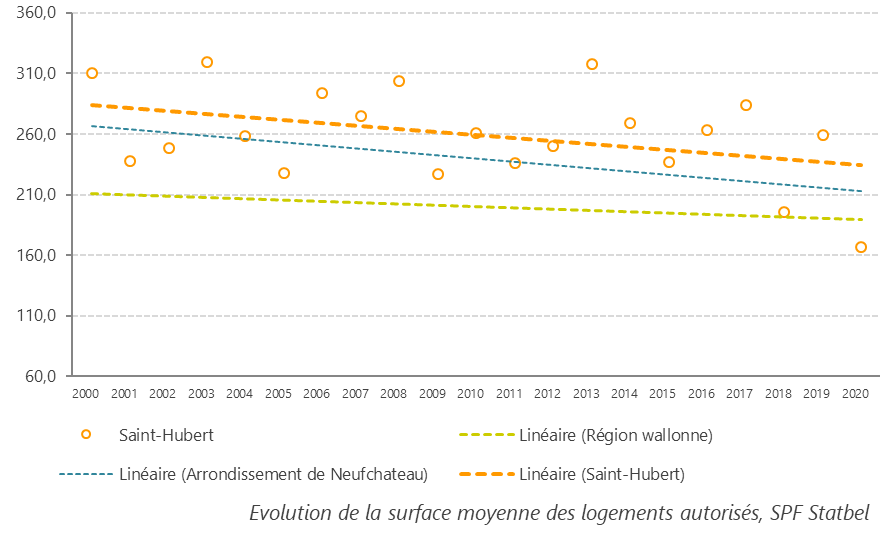 360,0
310,0
260,0
210,0
160,0
110,0
60,0
2000 2001 2002 2003 2004 2005 2006 2007 2008 2009 2010 2011 2012 2013 2014 2015 2016 2017 2018 2019 2020
Saint-Hubert Linéaire (Région wallonne)
Linéaire (Arrondissement de Neufchateau) Linéaire (Saint-Hubert)
Evolution de la surface moyenne des logements autorisés, SPF Statbel